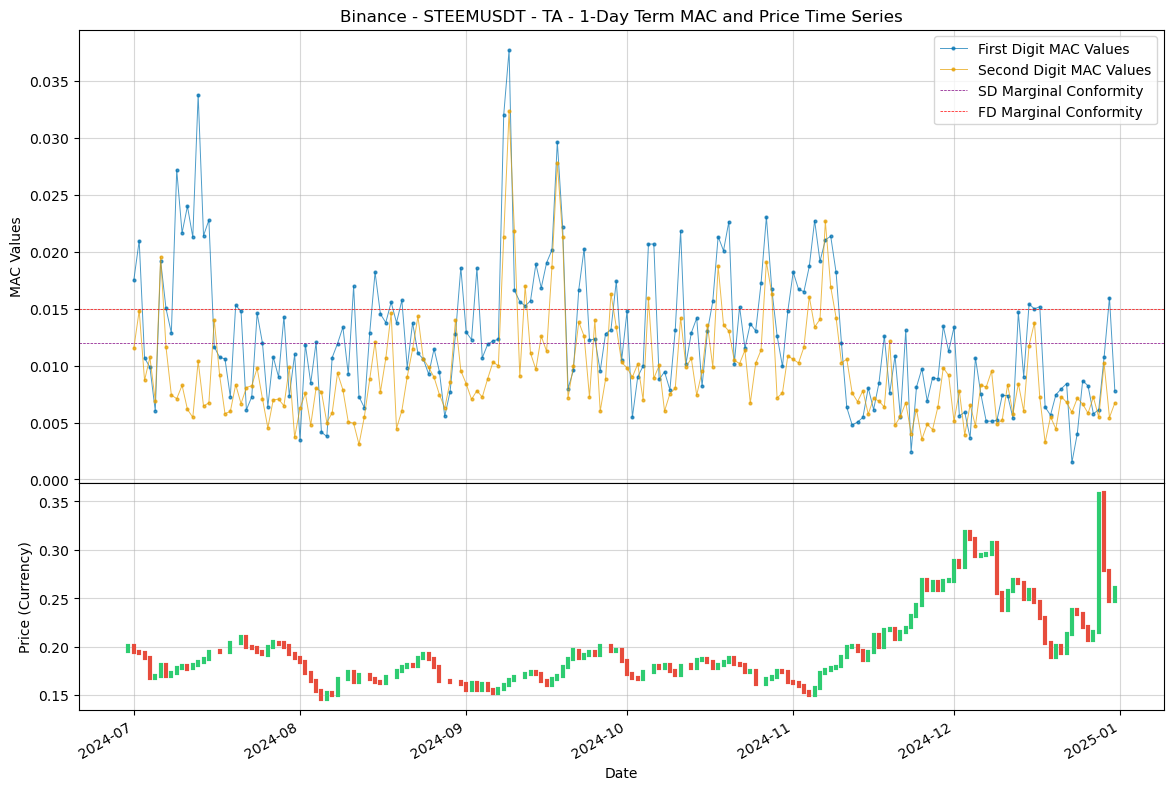 Binance - STEEMUSDT - TA - 1-Day Term MAC and Price Time Series
First Digit MAC Values
Second Digit MAC Values
SD Marginal Conformity
FD Marginal Conformity
MAC Values
0.035
0.030
0.025
0.020
0.015
0.010
0.005
0.000
Price (Currency)
0.35
0.30
0.25
0.20
0.15
2024-07
2024-08
2024-09
2024-10
2024-11
2024-12
2025-01
Date